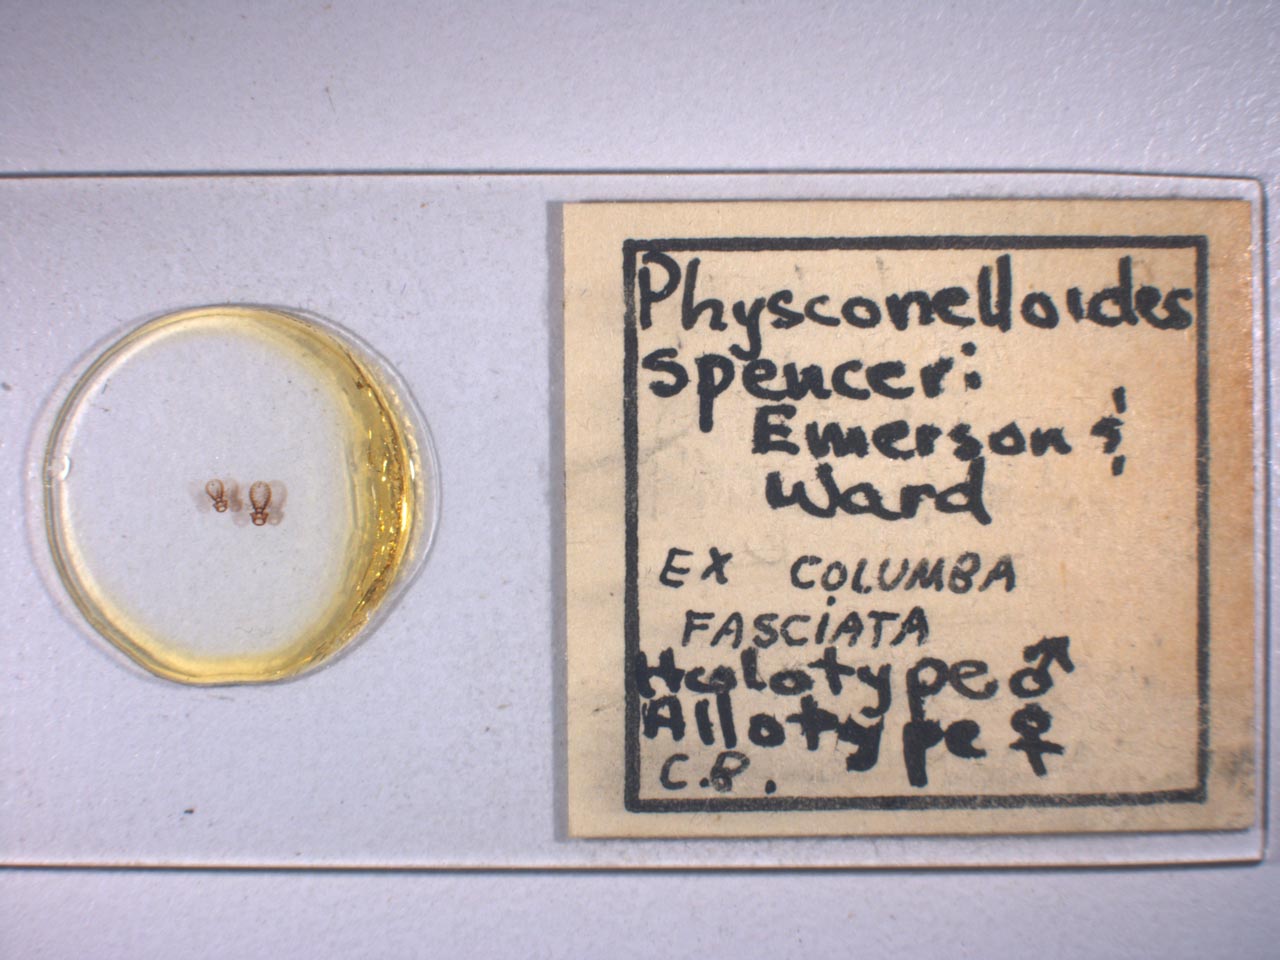 Physconelloides
spenceri
Emerson &
Ward
EX COLUMBA
FASCIATA
Holotype ♂
Allotype ♀
C.B.